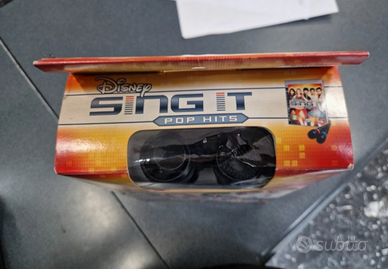 Disney
SING IT
POP HITS
subito